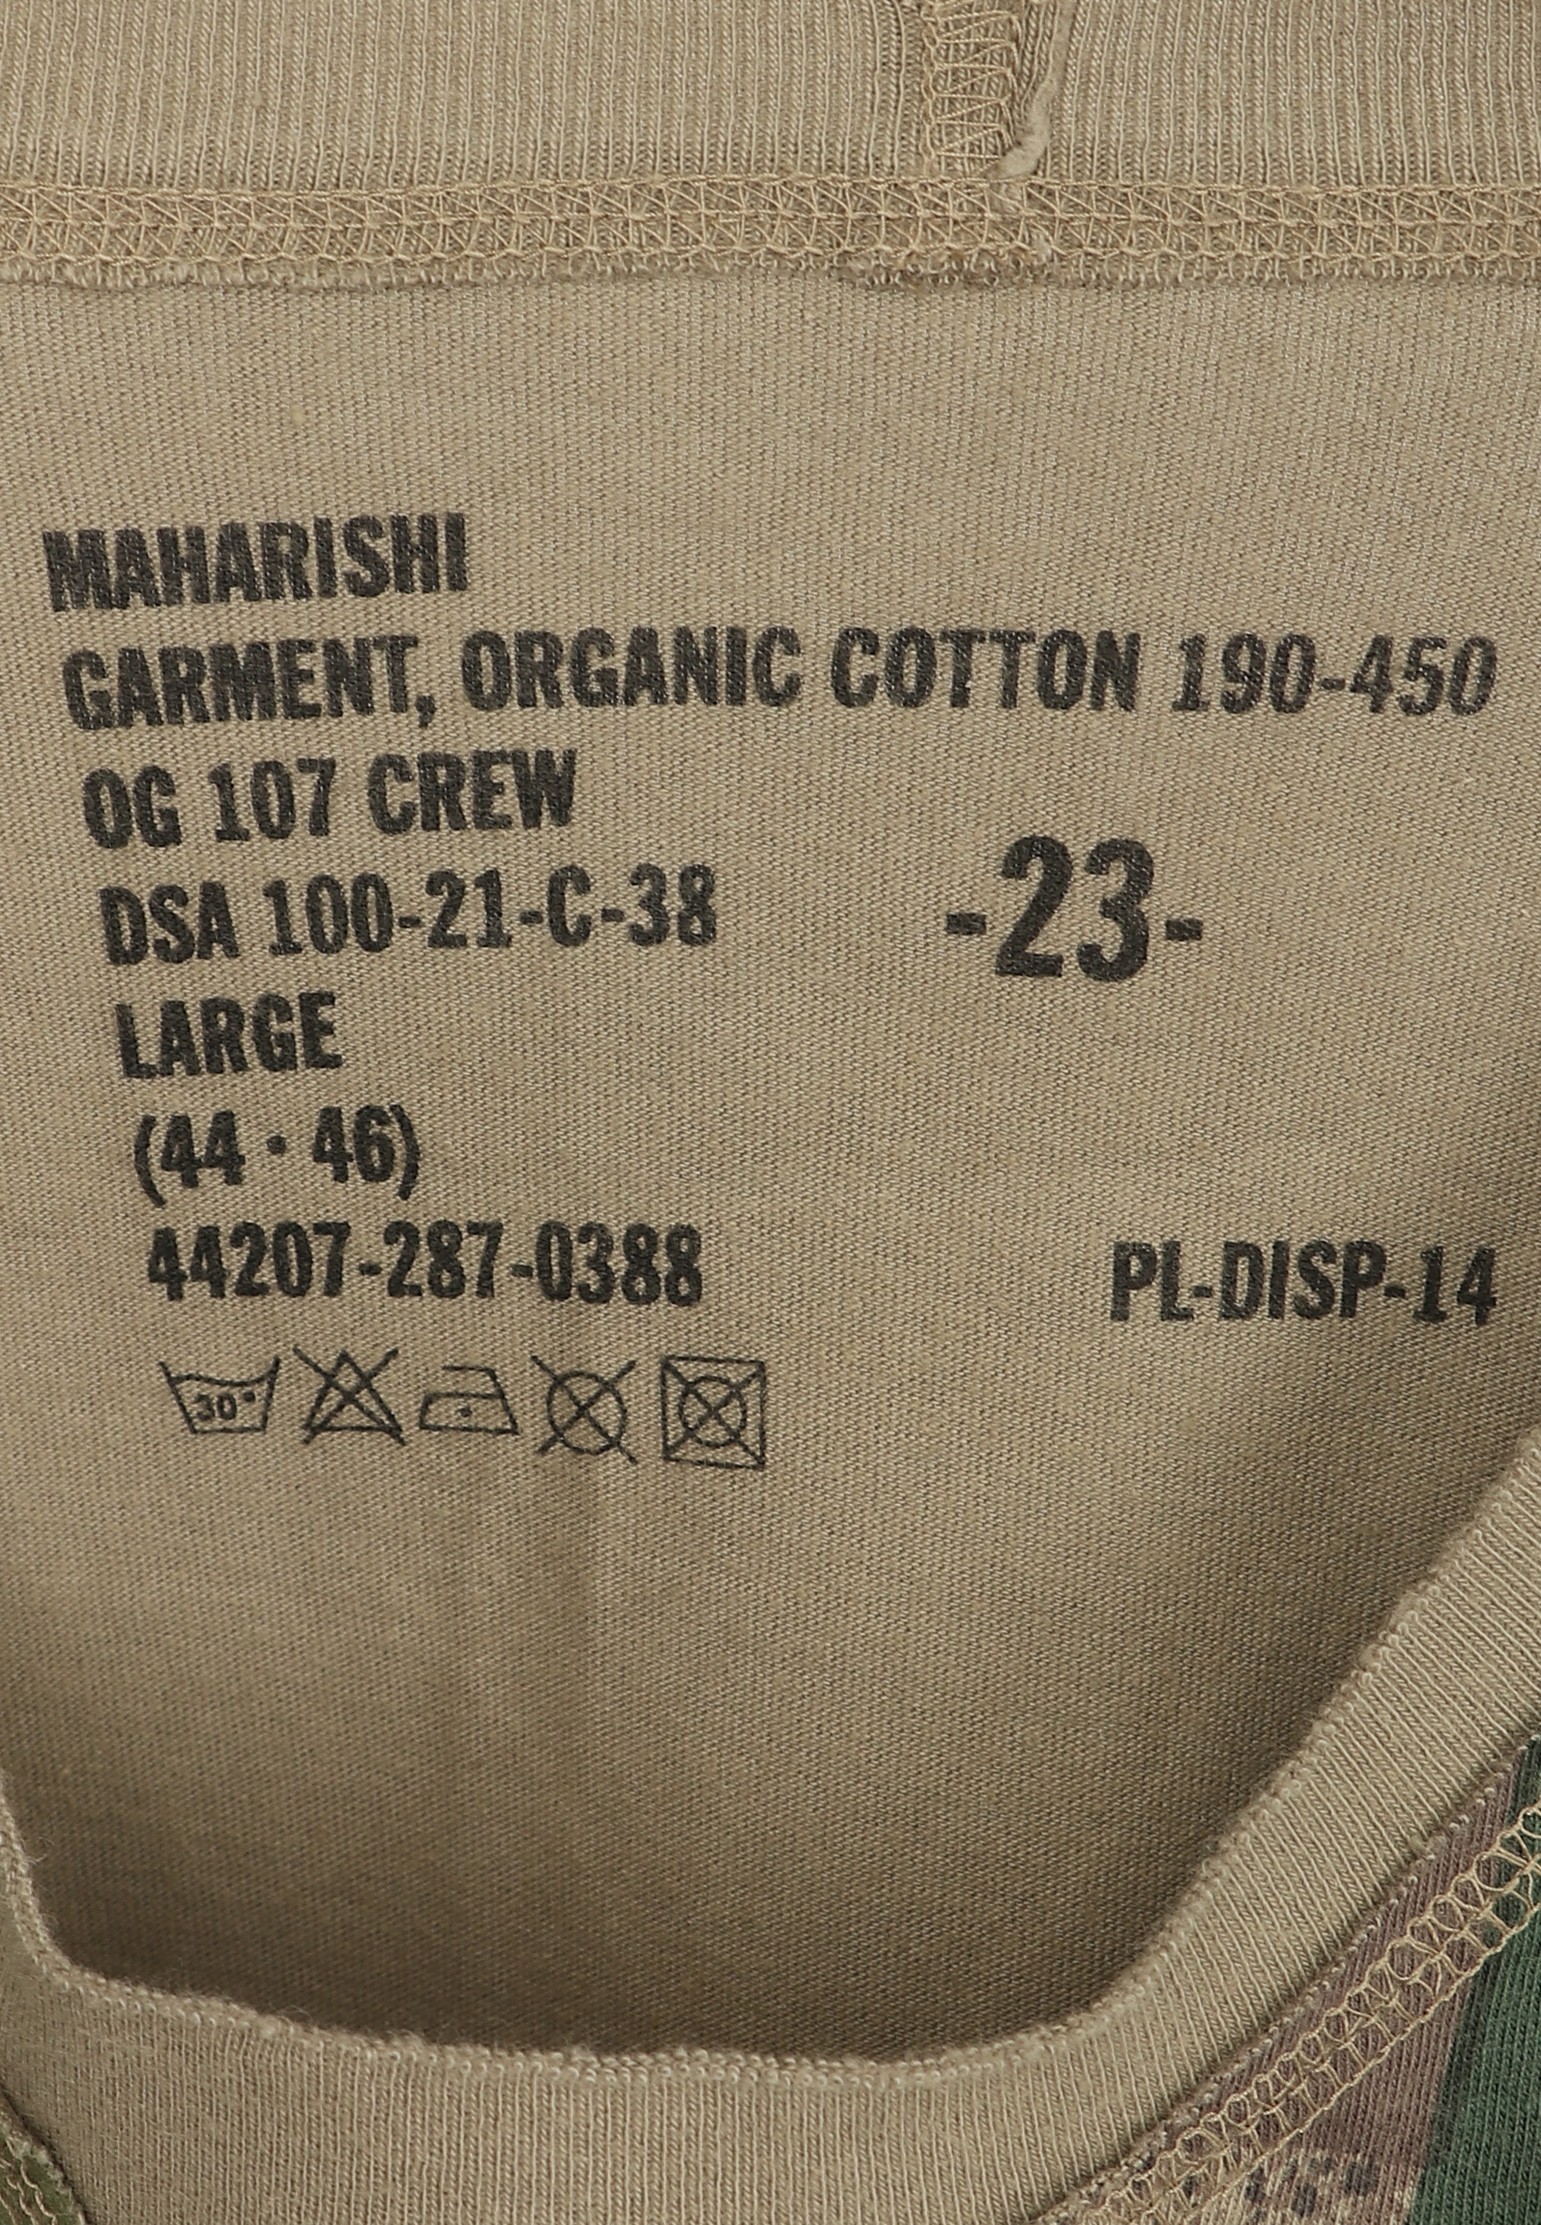 MAHARISHI
GARMENT, ORGANIC COTTON 190-450
OG 107 CREW
DSA 100-21-C-38
-23-
LARGE
(44 · 46)
44207-287-0388
PL-DISP-14
30°